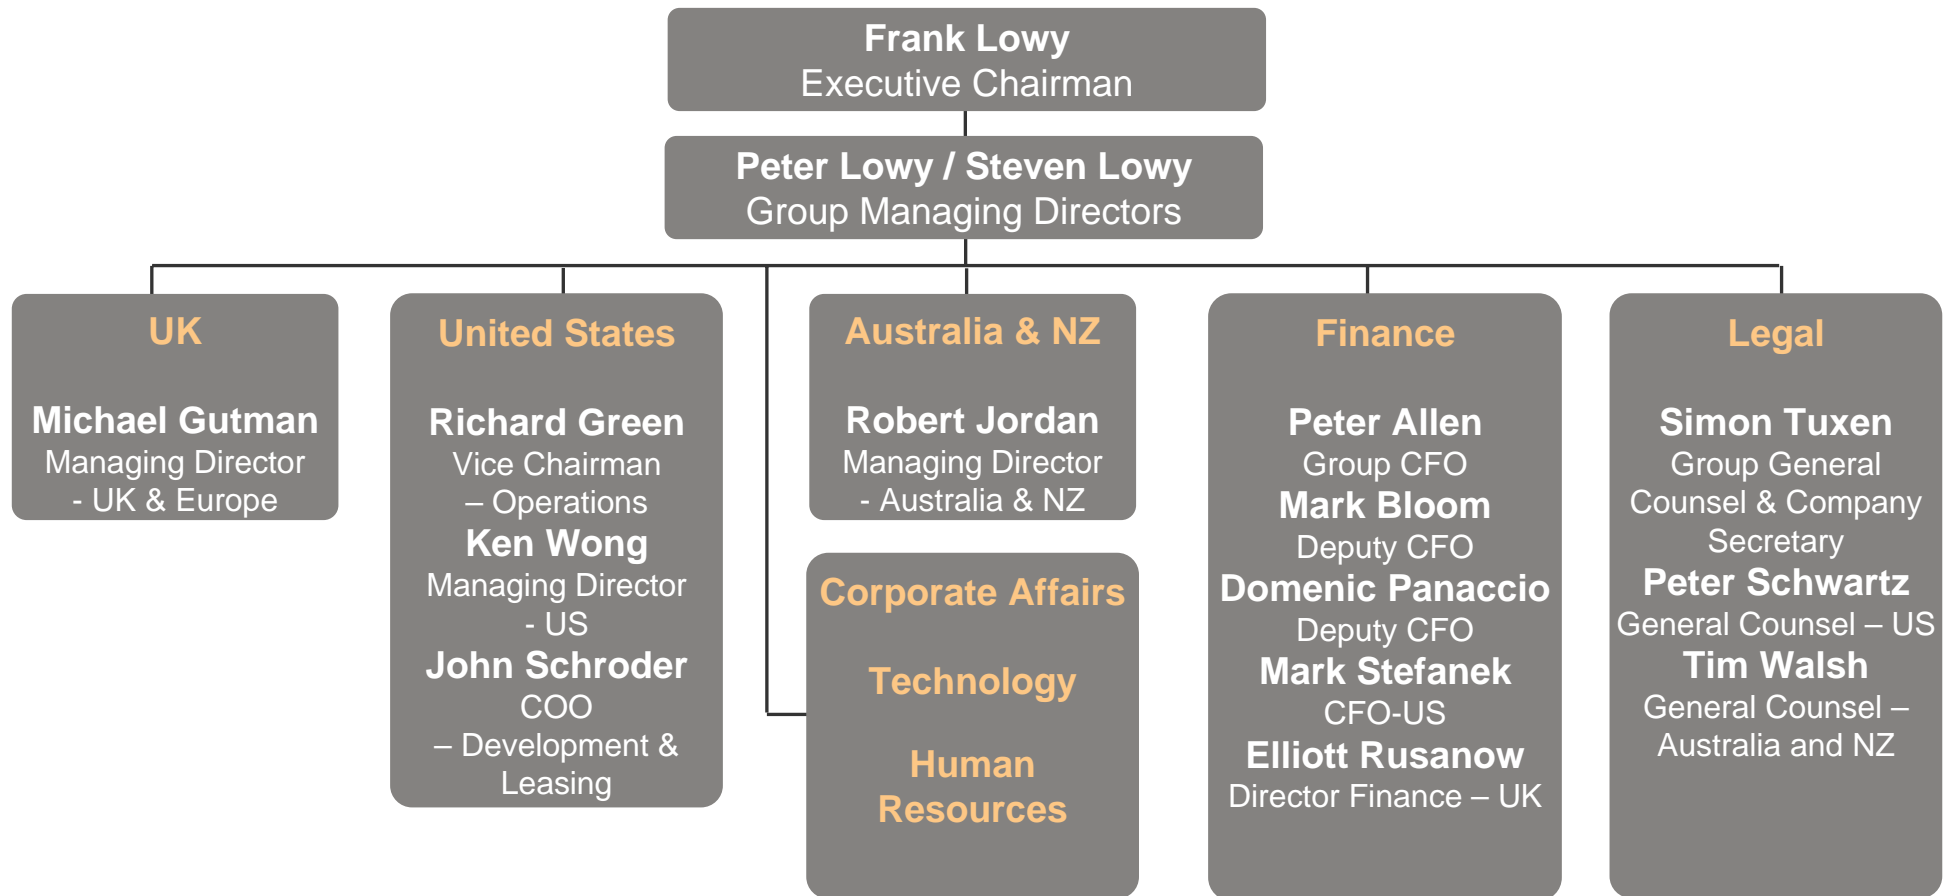 Frank Lowy
Executive Chairman
Peter Lowy / Steven Lowy
Group Managing Directors
UK
Michael Gutman
Managing Director
- UK & Europe
United States
Richard Green
Vice Chairman
– Operations
Ken Wong
Managing Director
- US
John Schroder
COO
– Development &
Leasing
Australia & NZ
Robert Jordan
Managing Director
- Australia & NZ
Corporate Affairs
Technology
Human
Resources
Finance
Peter Allen
Group CFO
Mark Bloom
Deputy CFO
Domenic Panaccio
Deputy CFO
Mark Stefanek
CFO-US
Elliott Rusanow
Director Finance – UK
Legal
Simon Tuxen
Group General
Counsel & Company
Secretary
Peter Schwartz
General Counsel – US
Tim Walsh
General Counsel –
Australia and NZ